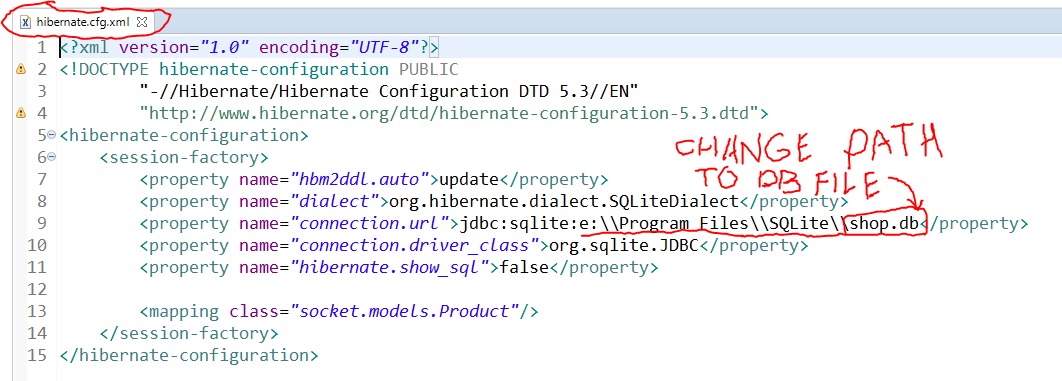 hibernate.cfg.xml
1 <?xml version="1.0" encoding="UTF-8"?>
2 <!DOCTYPE hibernate-configuration PUBLIC
3 "-//Hibernate/Hibernate Configuration DTD 5.3//EN"
4 "http://www.hibernate.org/dtd/hibernate-configuration-5.3.dtd">
5 <hibernate-configuration>
CHANGE PATH
6 <session-factory>
TO DB FILE
7 <property name="hbm2ddl.auto">update</property>
8 <property name="dialect">org.hibernate.dialect.SQLiteDialect</property>
9 <property name="connection.url">jdbc:sqlite:e:\\Program Files\\SQLite\\shop.db</property>
10 <property name="connection.driver_class">org.sqlite.JDBC</property>
11 <property name="hibernate.show_sql">false</property>
12
13 <mapping class="socket.models.Product"/>
14 </session-factory>
15 </hibernate-configuration>